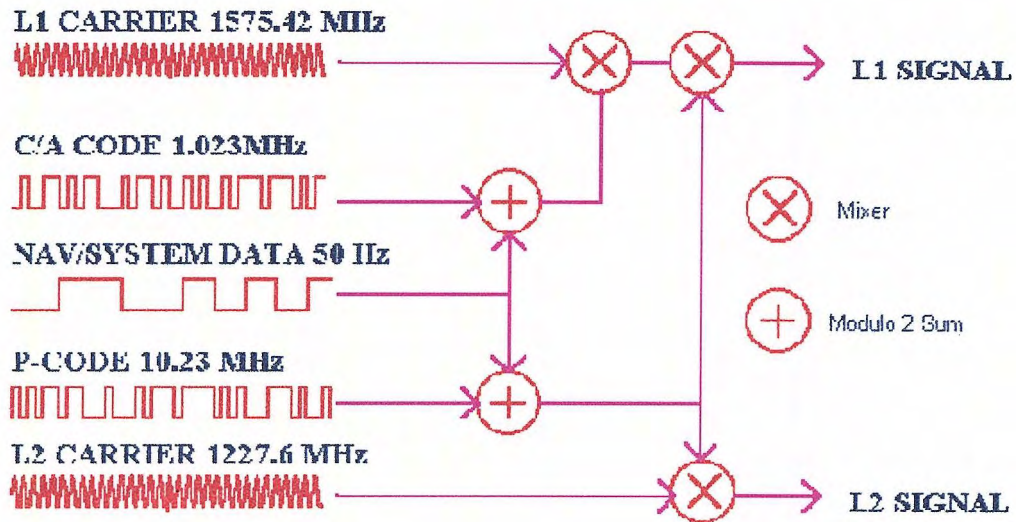 L1 CARRIER 1575.42 MHz
L1 SIGNAL
C/A CODE 1.023MHz
Mixer
NAV/SYSTEM DATA 50 Hz
Modulo 2 Sum
P-CODE 10.23 MHz
L2 CARRIER 1227.6 MHz
L2 SIGNAL